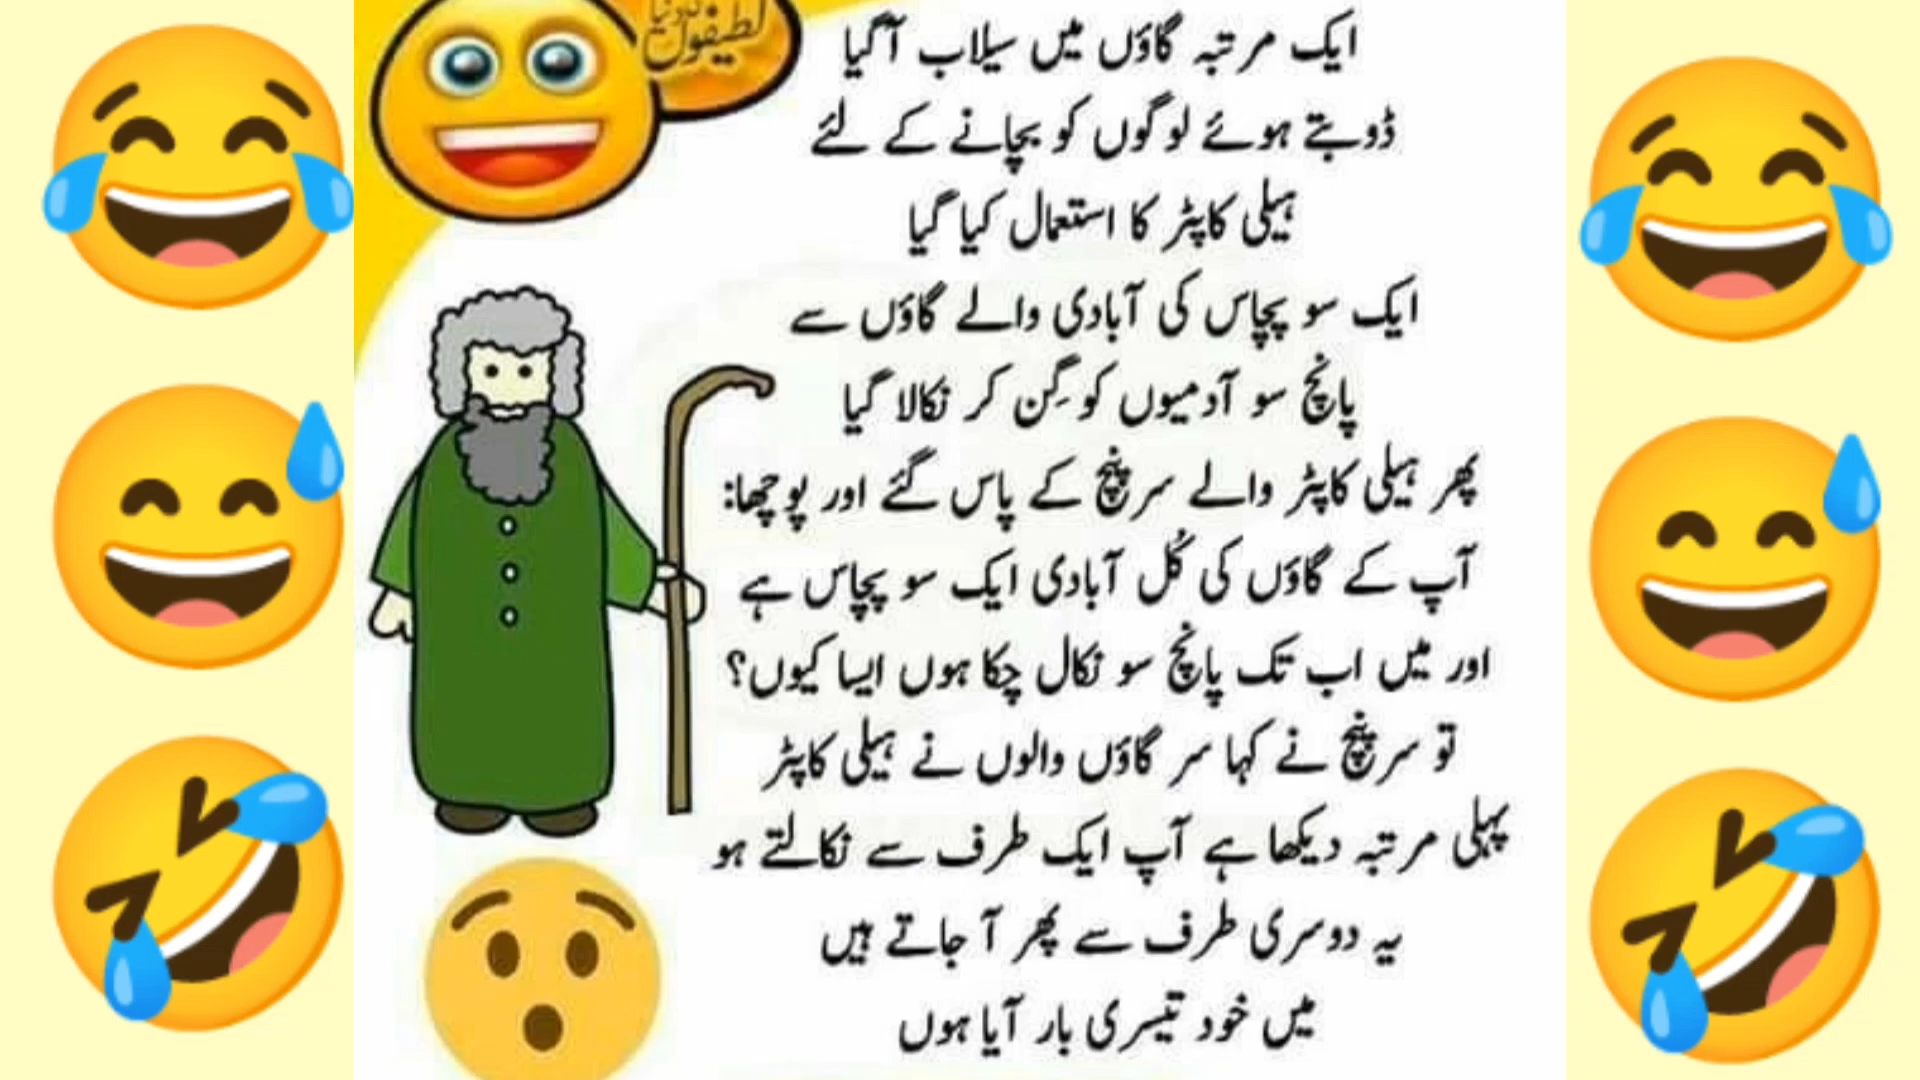 لطیفوں
ایک مرتبہ گاؤں میں سیلاب آگیا
ڈوبتے ہوئے لوگوں کو بچانے کے لئے
ہیلی کاپٹر کا استعمال کیا گیا
ایک سو پچاس کی آبادی والے گاؤں سے
پانچ سو آدمیوں کو گِن کر نکالا گیا
پھر ہیلی کاپٹر والے سرپنچ کے پاس گئے اور پوچھا:
آپ کے گاؤں کی کُل آبادی ایک سو پچاس ہے
اور میں اب تک پانچ سو نکال چکا ہوں ایسا کیوں؟
تو سرپنچ نے کہا سر گاؤں والوں نے ہیلی کاپٹر
پہلی مرتبہ دیکھا ہے آپ ایک طرف سے نکالتے ہو
یہ دوسری طرف سے پھر آ جاتے ہیں
میں خود تیسری بار آیا ہوں